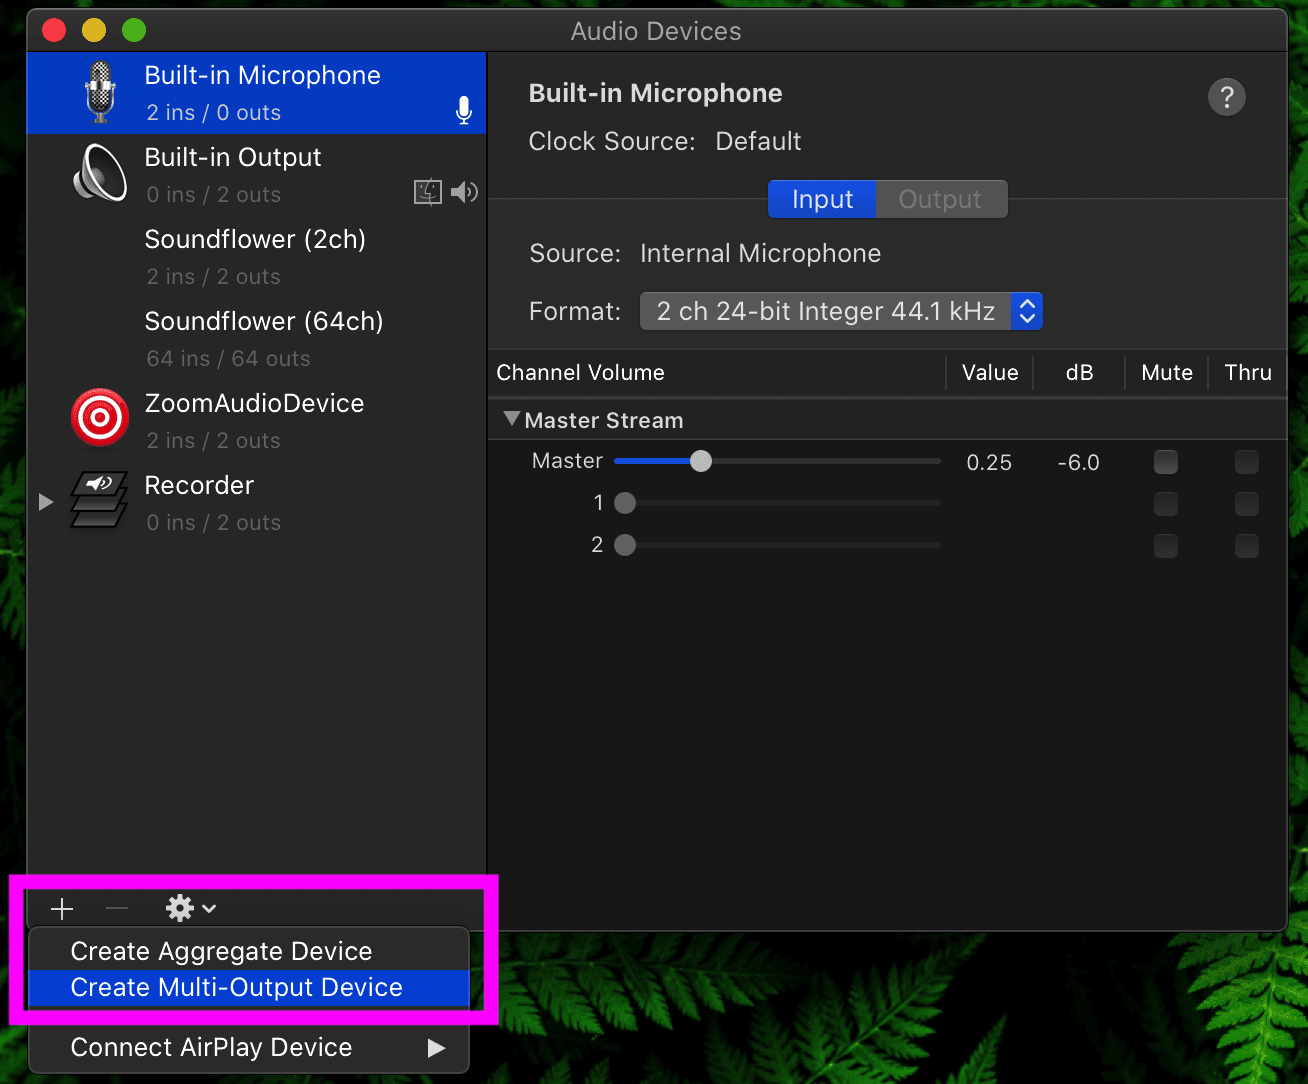 Audio Devices
Built-in Microphone
2 ins / 0 outs
Built-in Output
0 ins / 2 outs
Soundflower (2ch)
2 ins / 2 outs
Soundflower (64ch)
64 ins / 64 outs
ZoomAudioDevice
2 ins / 2 outs
Recorder
0 ins / 2 outs
Built-in Microphone
?
Clock Source: Default
Input Output
Source: Internal Microphone
Format: 2 ch 24-bit Integer 44.1 kHz
Channel Volume Value dB Mute Thru
Master Stream
Master 0.25 -6.0
1
2
Create Aggregate Device
Create Multi-Output Device
Connect AirPlay Device